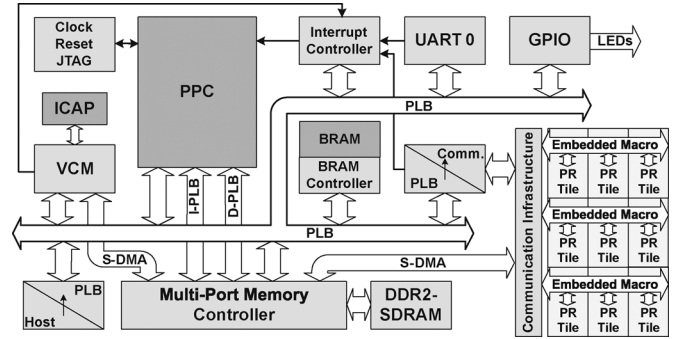 Clock
Reset
JTAG
PPC
Interrupt
Controller
UART 0
GPIO
LEDs
PLB
ICAP
VCM
I-PLB
D-PLB
BRAM
BRAM
Controller
Comm.
PLB
Communication Infrastructure
Embedded Macro
PR PR PR
Tile Tile Tile
Embedded Macro
PR PR PR
Tile Tile Tile
Embedded Macro
PR PR PR
Tile Tile Tile
PLB
S-DMA
S-DMA
PLB
Host
Multi-Port Memory
Controller
DDR2-
SDRAM